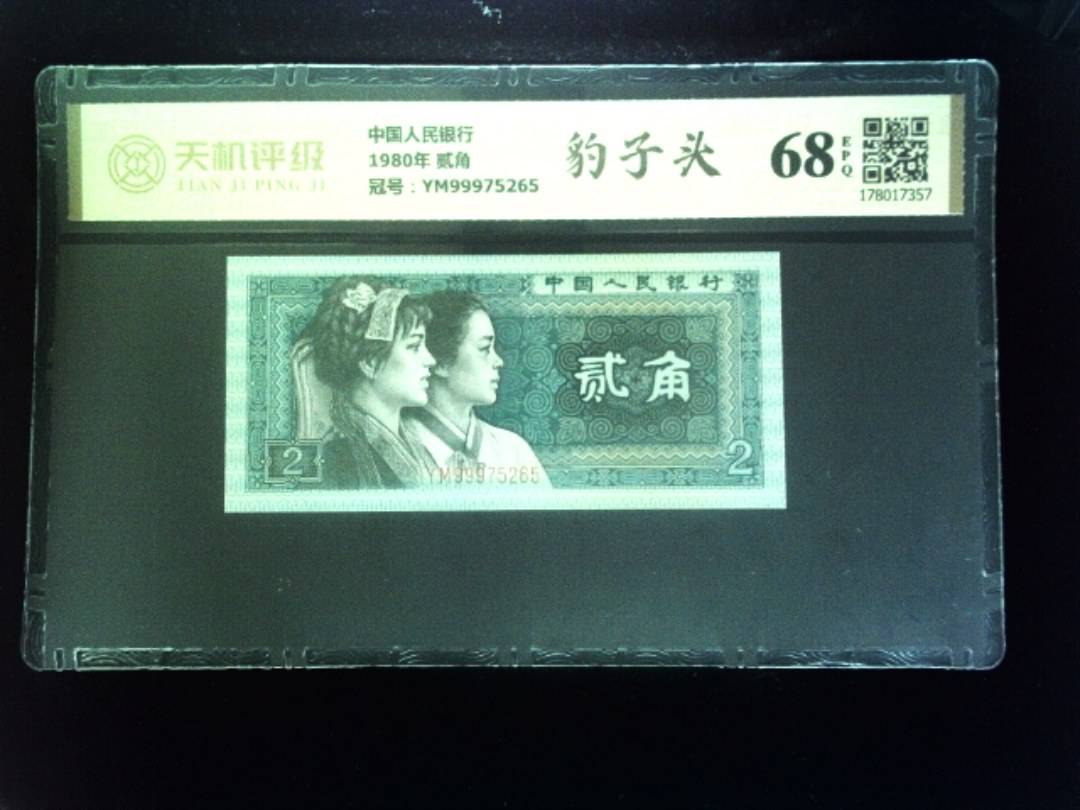 天机评级
TIAN JI PING JI
中国人民银行
1980年 贰角
冠号：YM99975265
豹子头
68
EPQ
178017357
中国人民银行
贰角
2
2
YM99975265